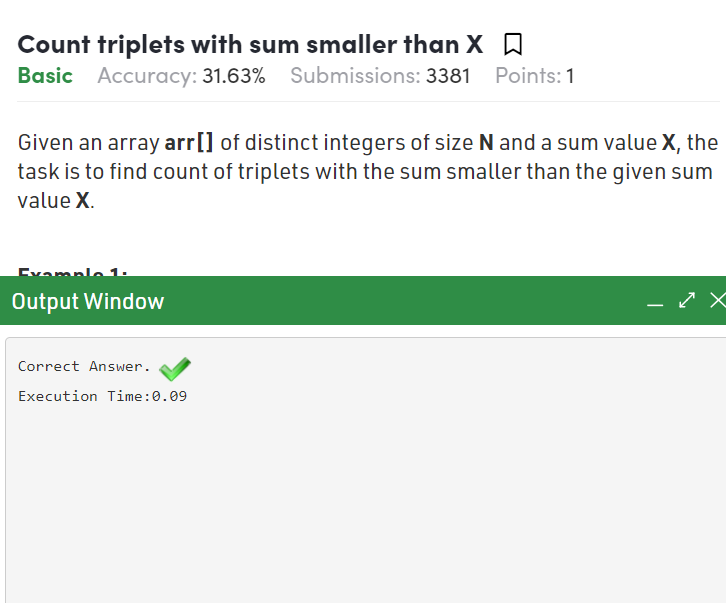 Count triplets with sum smaller than X
Basic Accuracy: 31.63% Submissions: 3381 Points: 1
Given an array arr[] of distinct integers of size N and a sum value X, the
task is to find count of triplets with the sum smaller than the given sum
value X.
Example 1:
Output Window
Correct Answer.
Execution Time:0.09